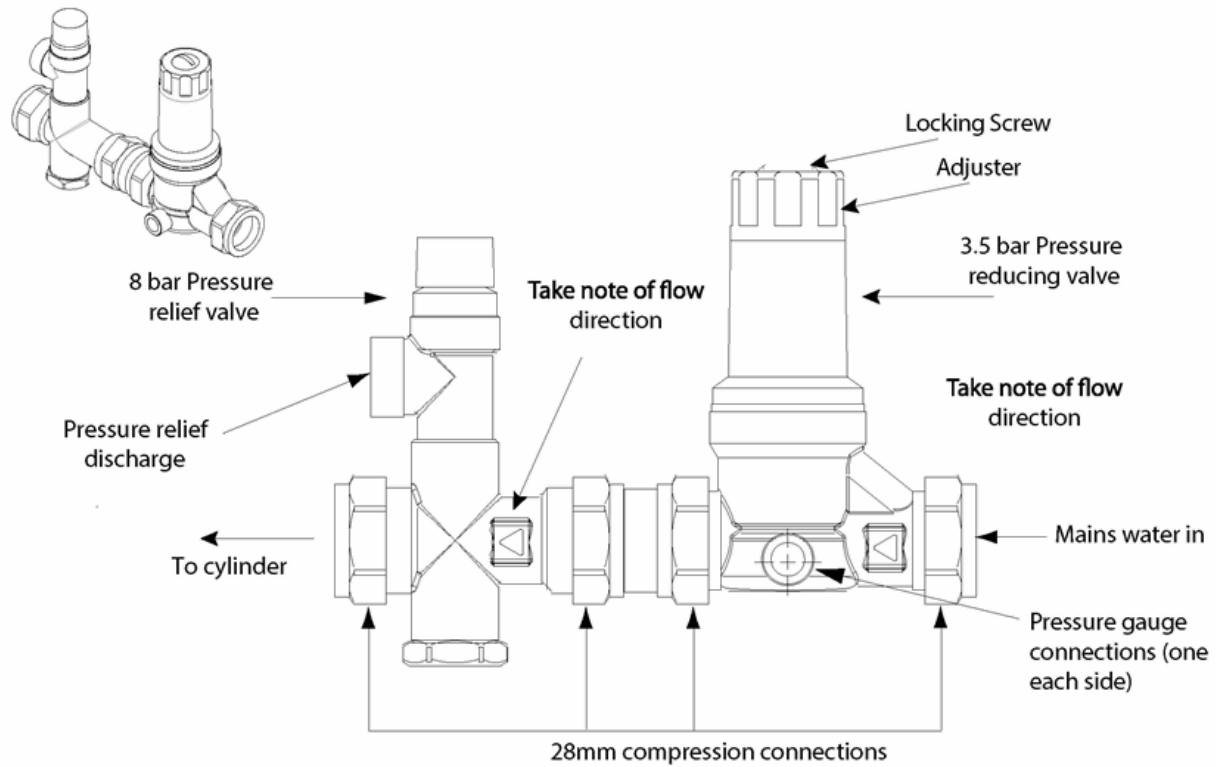 Locking Screw
Adjuster
3.5 bar Pressure
reducing valve
8 bar Pressure
relief valve
Take note of flow
direction
Take note of flow
direction
Pressure relief
discharge
To cylinder
Mains water in
Pressure gauge
connections (one
each side)
28mm compression connections